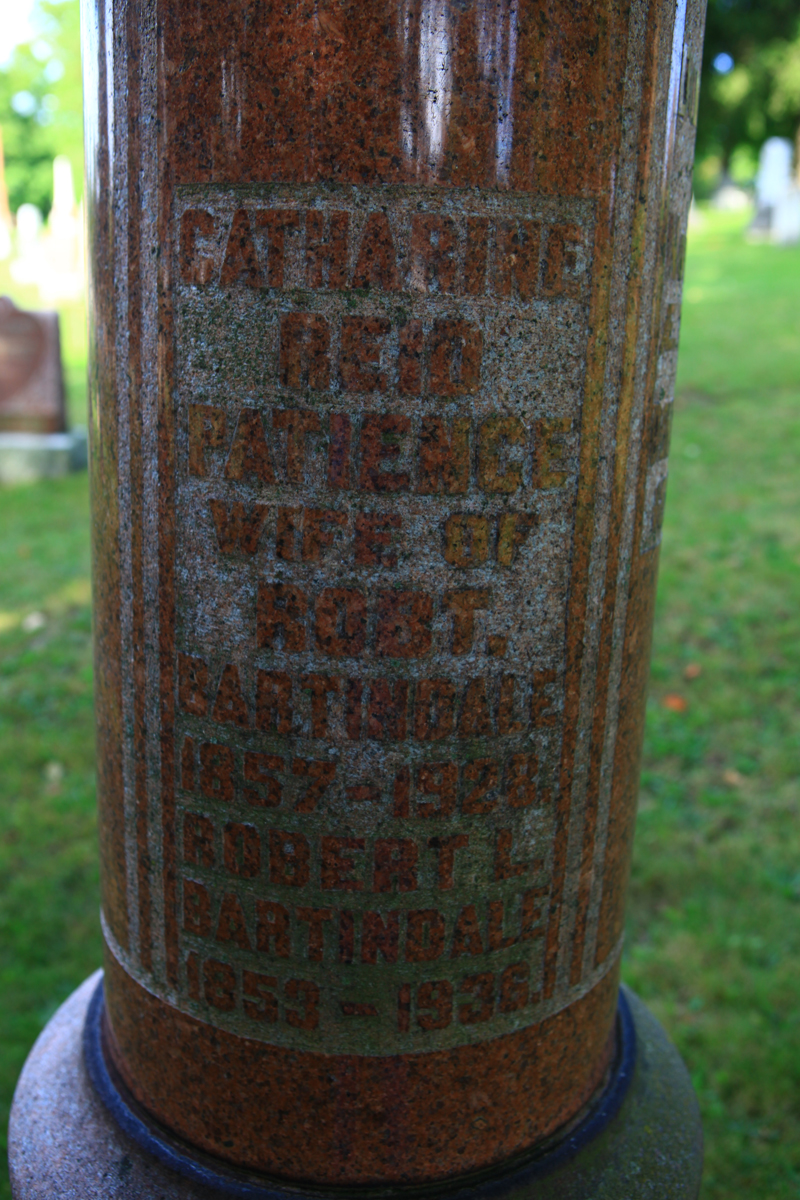 CATHARINE
REID
PATIENCE
WIFE OF
ROBT.
BARTINDALE
1857-1928
ROBERT L.
BARTINDALE
1853-1936.